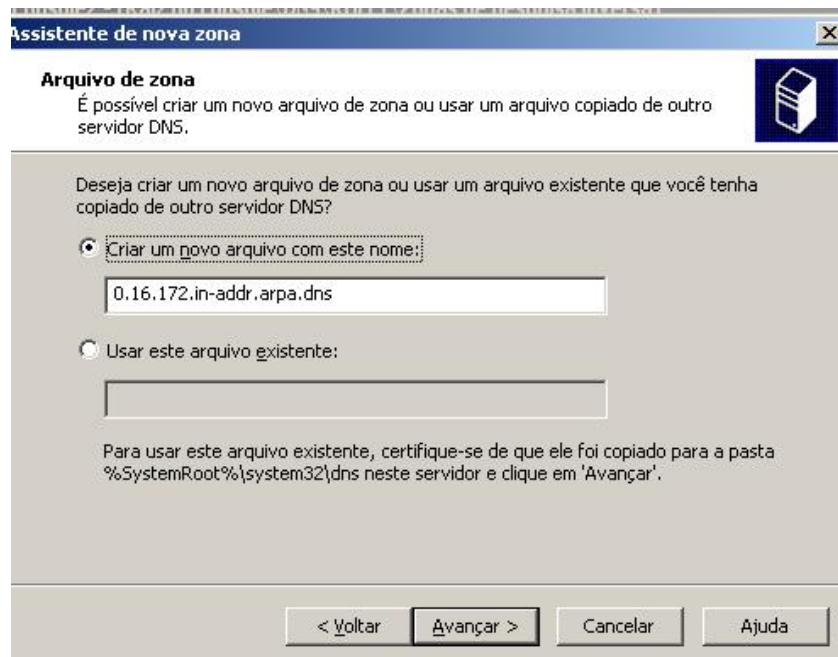 Assistente de nova zona
Arquivo de zona
É possível criar um novo arquivo de zona ou usar um arquivo copiado de outro
servidor DNS.
Deseja criar um novo arquivo de zona ou usar um arquivo existente que você tenha
copiado de outro servidor DNS?
Criar um novo arquivo com este nome:
0.16.172.in-addr.arpa.dns
Usar este arquivo existente:
Para usar este arquivo existente, certifique-se de que ele foi copiado para a pasta
%SystemRoot%\system32\dns neste servidor e clique em 'Avançar'.
< Voltar Avançar > Cancelar Ajuda